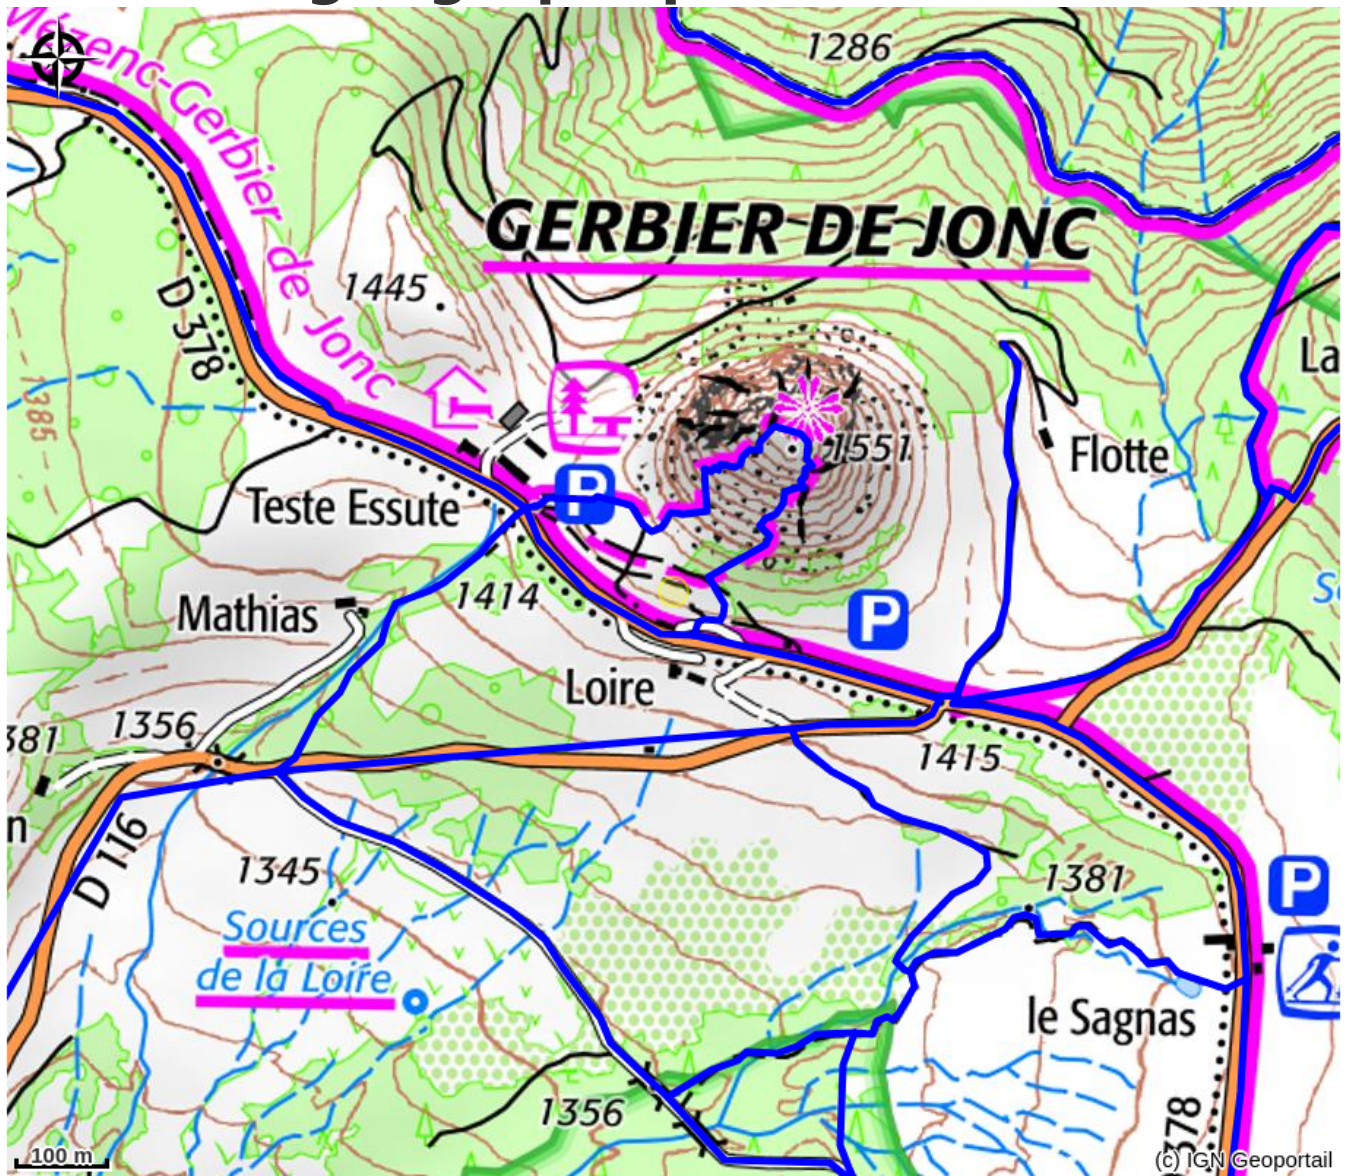 1286
Mézenc-Gerbier de Jonc
GERBIER DE JONC
1445
D 378
La
1385
P
1551
Flotte
Teste Essute
1414
Mathias
P
Loire
381
1356
1415
n
D 116
1345
1381
P
Sources
de la Loire
le Sagnas
1356
378
100 m
(c) IGN Geoportail